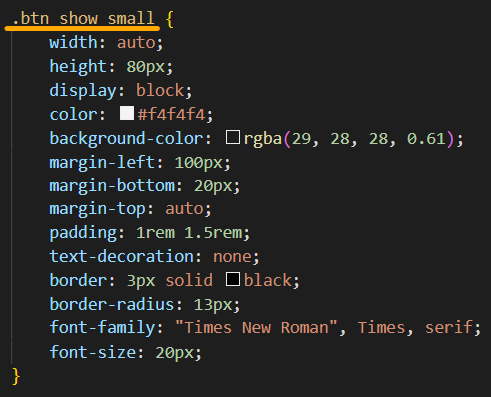 .btn show small {
width: auto;
height: 80px;
display: block;
color: #f4f4f4;
background-color: rgba(29, 28, 28, 0.61);
margin-left: 100px;
margin-bottom: 20px;
margin-top: auto;
padding: 1rem 1.5rem;
text-decoration: none;
border: 3px solid black;
border-radius: 13px;
font-family: "Times New Roman", Times, serif;
font-size: 20px;
}